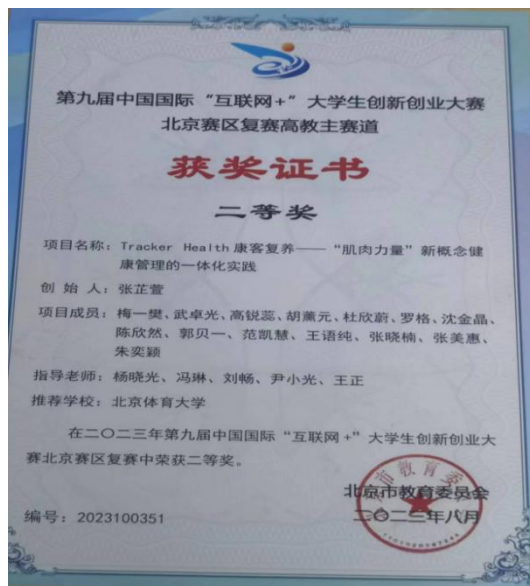 第九届中国国际“互联网+”大学生创新创业大赛
北京赛区复赛高教主赛道
获奖证书
二等奖
项目名称：Tracker Health 康客复养——“肌肉力量”新概念健
康管理的一体化实践
创 始 人：张芷萱
项目成员：梅一樊、武卓光、高锐蕊、胡薰元、杜欣蔚、罗格、沈金晶、
陈欣然、郭贝一、范凯慧、王语纯、张晓楠、张美惠、
朱奕颖
指导老师：杨晓光、冯琳、刘畅、尹小光、王正
推荐学校：北京体育大学
在二〇二三年第九届中国国际“互联网+”大学生创新创业大
赛北京赛区复赛中荣获二等奖。
北京市教育委员会
编号：2023100351
二〇二三年八月